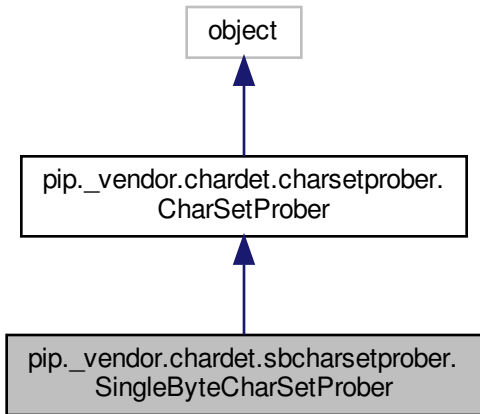 object
pip._vendor.chardet.charsetprober.
CharSetProber
pip._vendor.chardet.sbcharsetprober.
SingleByteCharSetProber